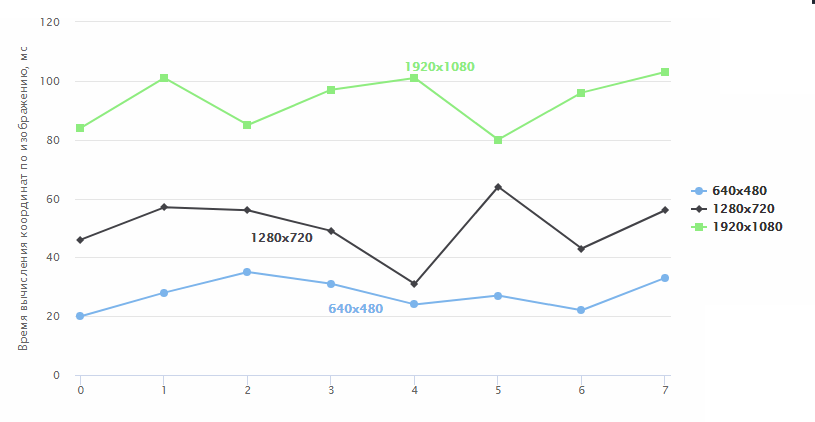 120
100
80
60
40
20
0
Время вычисления координат по изображению, мс
1920x1080
1280x720
640x480
0 1 2 3 4 5 6 7
640x480
1280x720
1920x1080